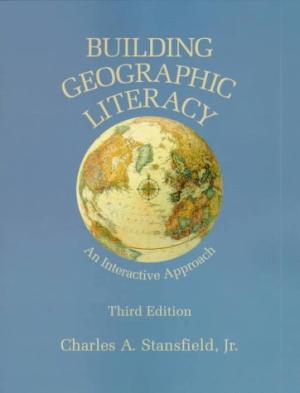 BUILDING
GEOGRAPHIC
LITERACY
An Interactive Approach
Third Edition
Charles A. Stansfield, Jr.